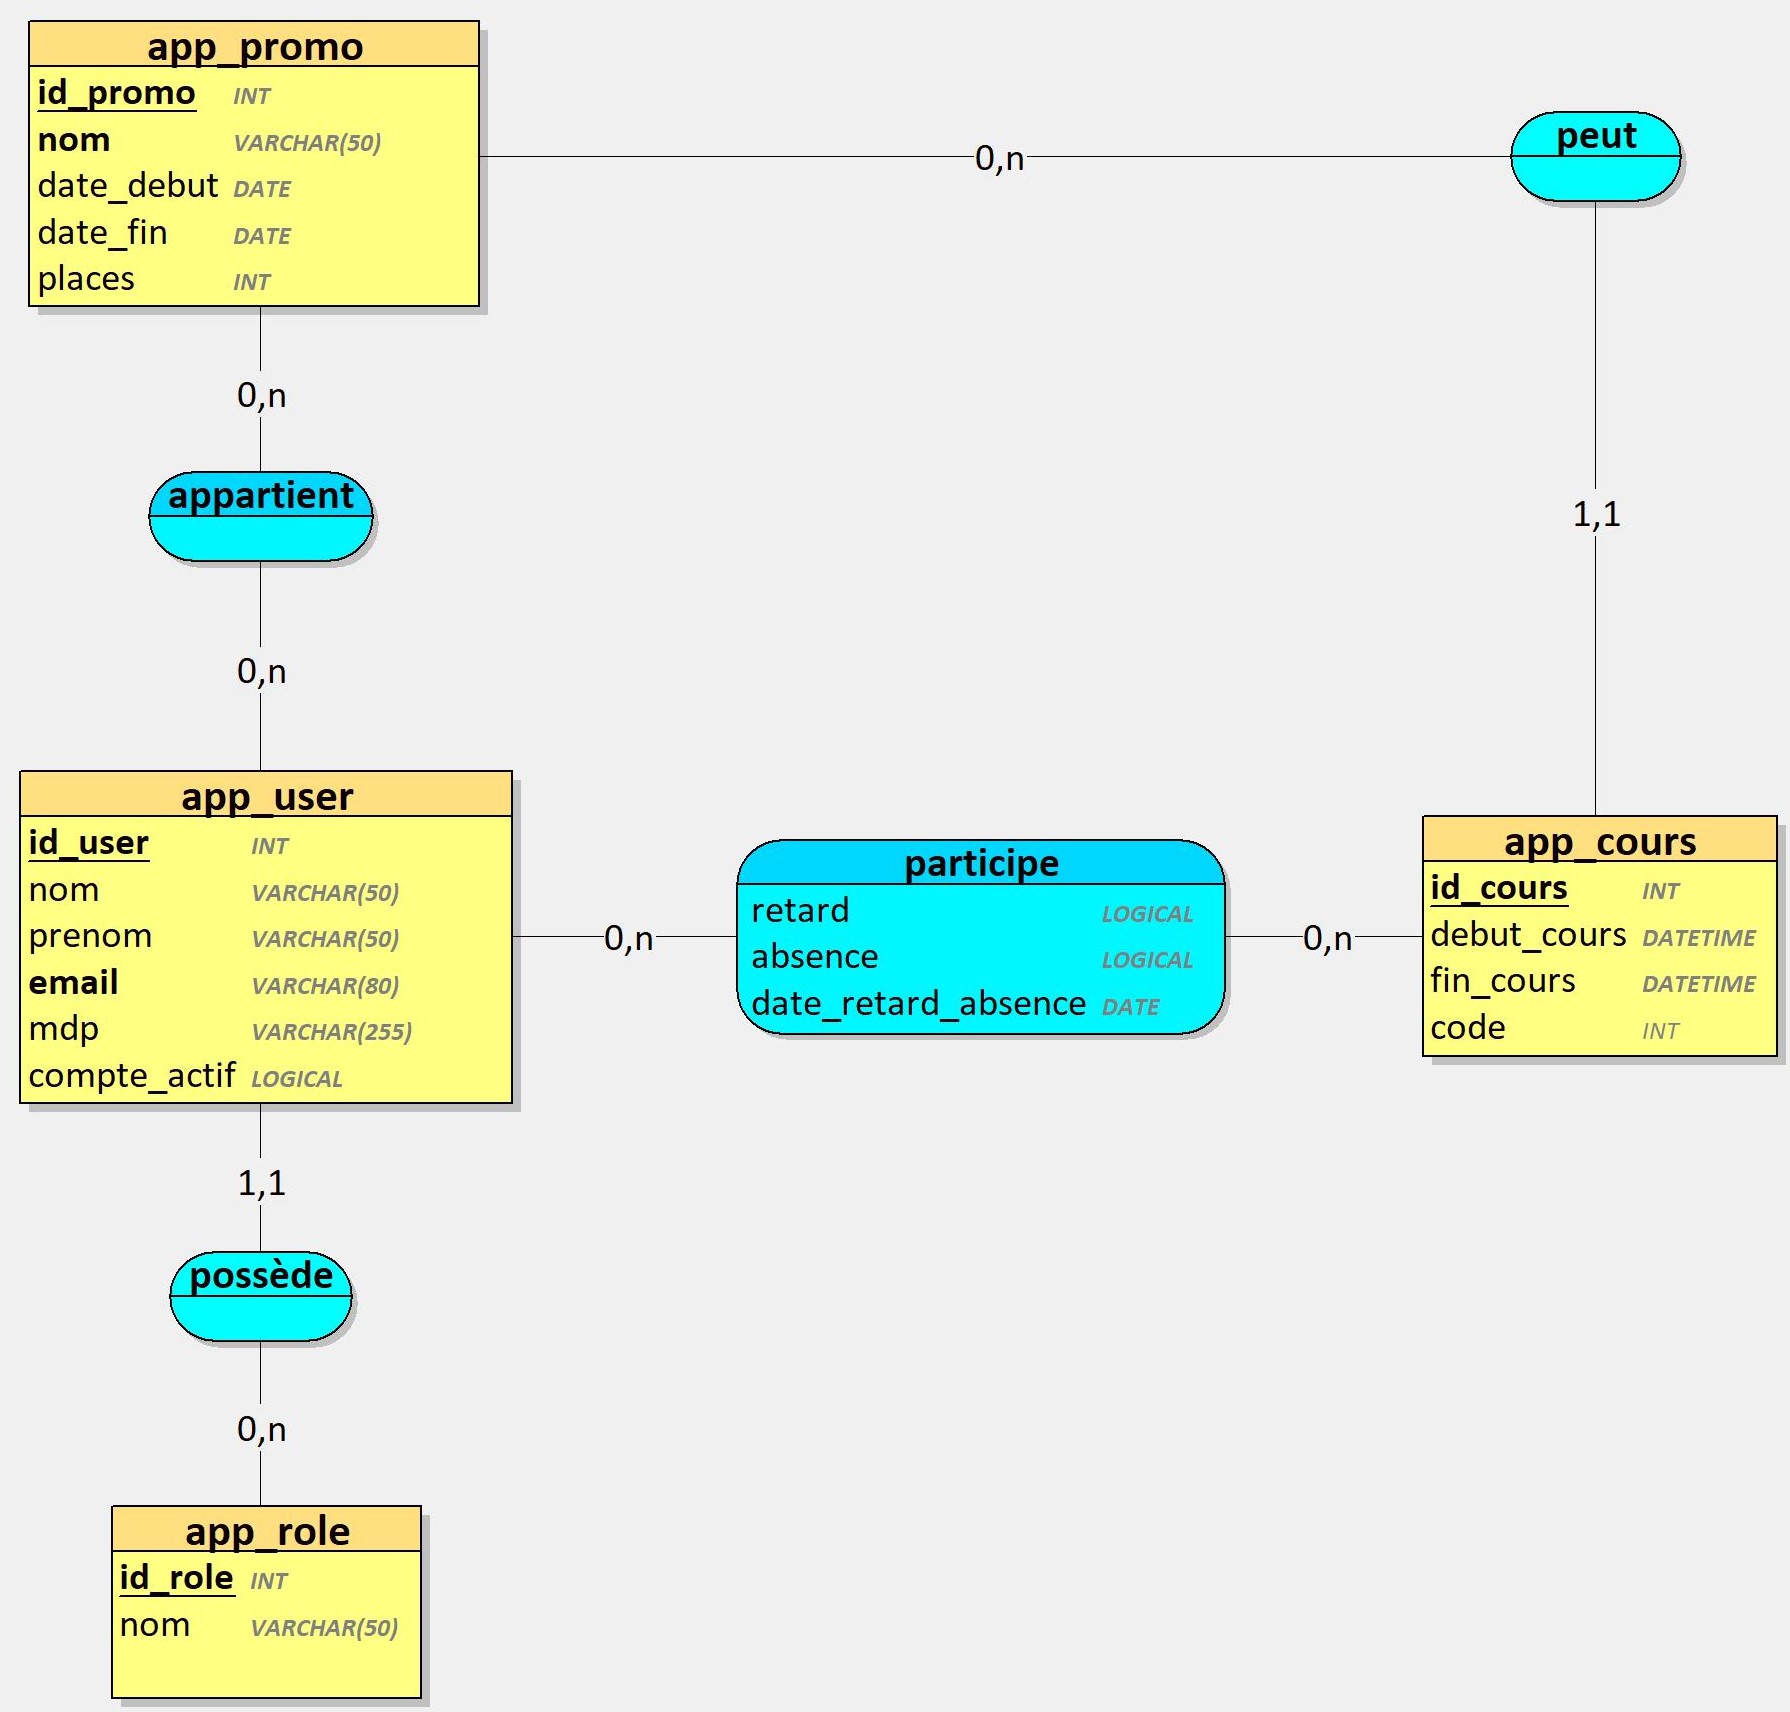 app_promo
id_promo INT
nom VARCHAR(50)
date_debut DATE
date_fin DATE
places INT
0,n
peut
0,n
appartient
1,1
0,n
app_user
id_user INT
nom VARCHAR(50)
prenom VARCHAR(50)
email VARCHAR(80)
mdp VARCHAR(255)
compte_actif LOGICAL
0,n
participe
retard LOGICAL
absence LOGICAL
date_retard_absence DATE
0,n
app_cours
id_cours INT
debut_cours DATETIME
fin_cours DATETIME
code INT
1,1
possède
0,n
app_role
id_role INT
nom VARCHAR(50)